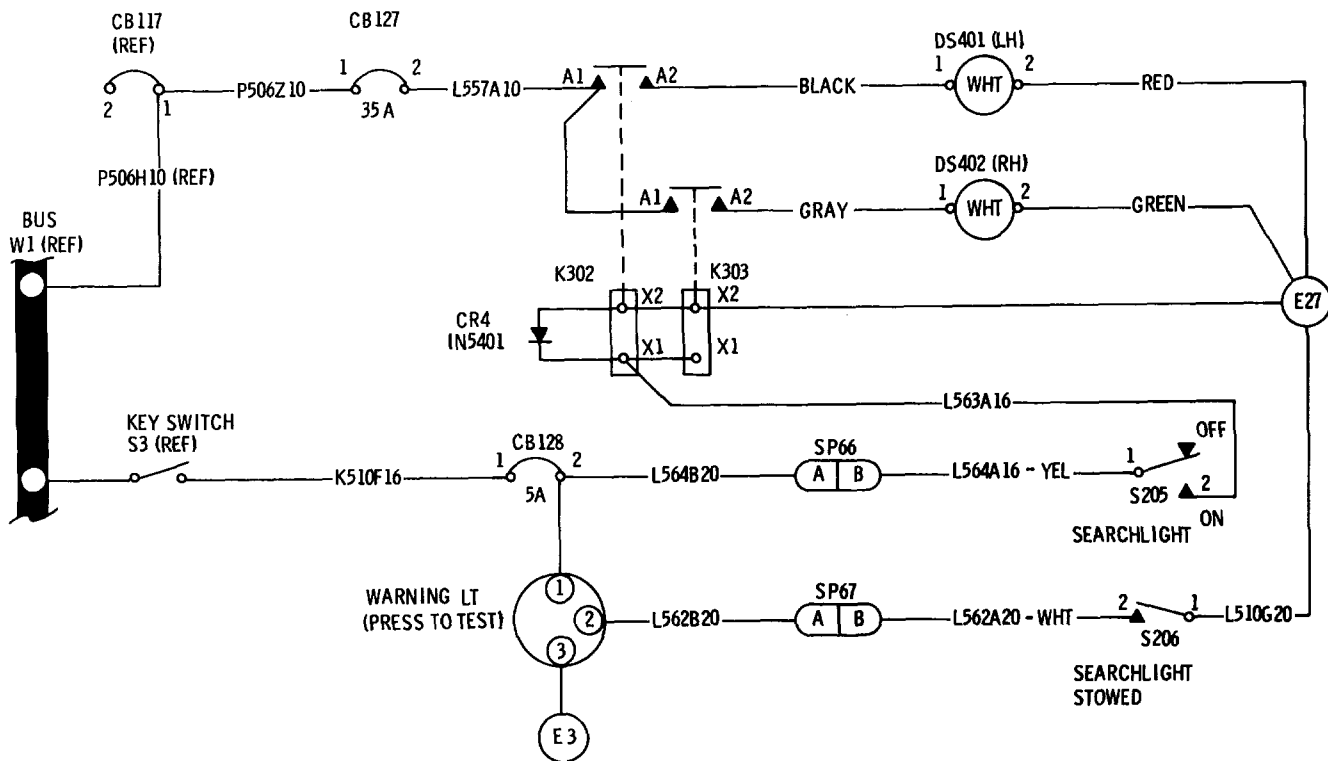 CB117
(REF)
CB127
2
1
P506Z10
1
2
35A
L557A10
A1
A2
BLACK
DS401 (LH)
1
WHT
2
RED
P506H10 (REF)
A1
A2
GRAY
DS402 (RH)
1
WHT
2
GREEN
BUS
W1 (REF)
K302
K303
X2
X2
E27
CR4
IN5401
X1
X1
L563A16
KEY SWITCH
S3 (REF)
K510F16
CB128
1
2
5A
L564B20
SP66
A B
L564A16 - YEL
1
OFF
2
S205
ON
SEARCHLIGHT
WARNING LT
(PRESS TO TEST)
1
2
3
L562B20
SP67
A B
L562A20 - WHT
2
1
S206
L510G20
SEARCHLIGHT
STOWED
E3